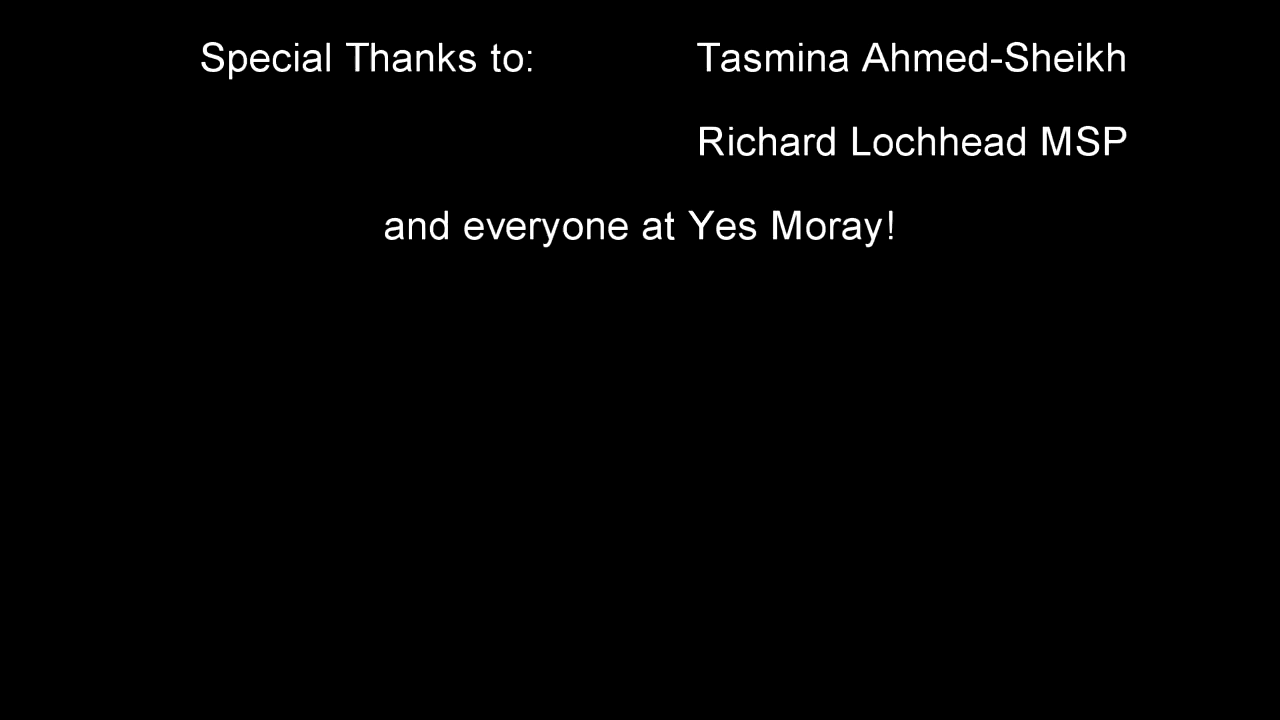 Special Thanks to: Tasmina Ahmed-Sheikh
Richard Lochhead MSP
and everyone at Yes Moray!